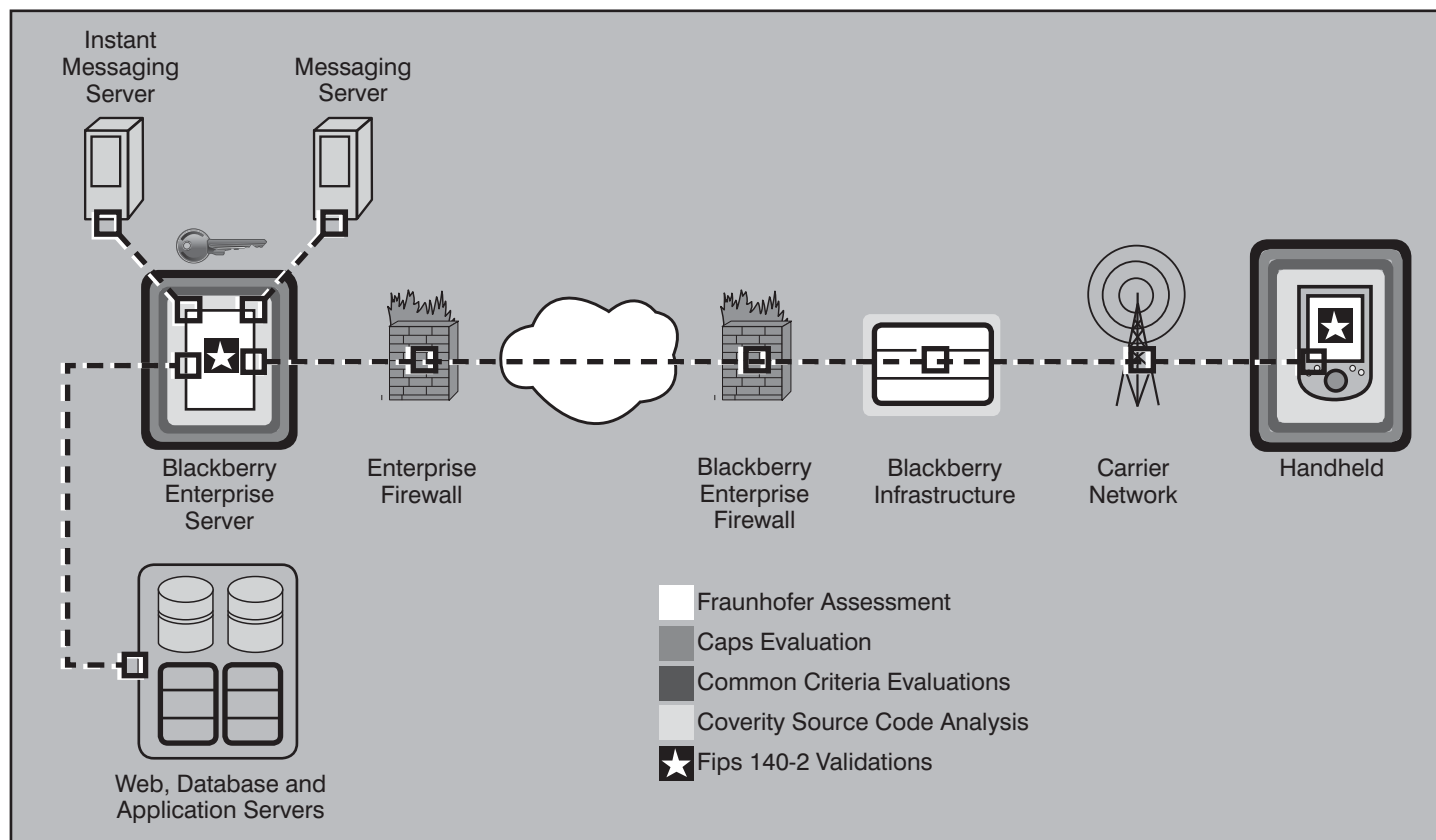 Instant
Messaging
Server
Messaging
Server
Blackberry
Enterprise
Server
Enterprise
Firewall
Blackberry
Enterprise
Firewall
Blackberry
Infrastructure
Carrier
Network
Handheld
Fraunhofer Assessment
Caps Evaluation
Common Criteria Evaluations
Coverity Source Code Analysis
Fips 140-2 Validations
Web, Database and
Application Servers